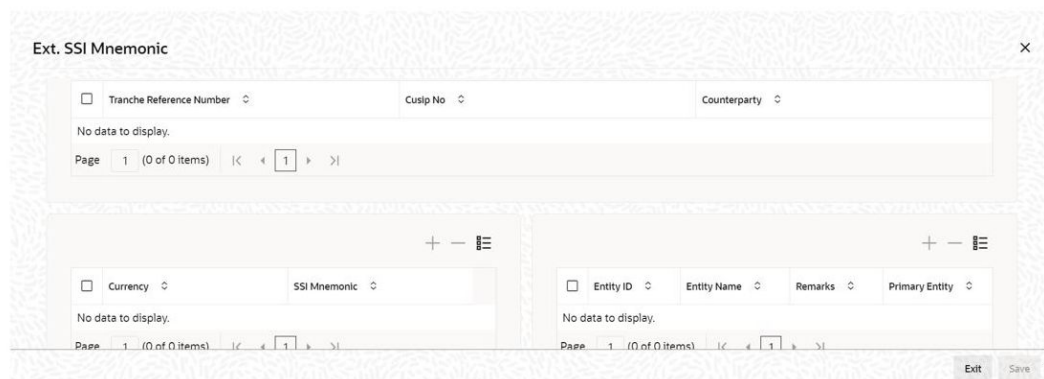 Ext. SSI Mnemonic
Tranche Reference Number Cusip No Counterparty
No data to display.
Page 1 (0 of 0 items) 1
Currency SSI Mnemonic
No data to display.
Page 1 (0 of 0 items) 1
Entity ID Entity Name Remarks Primary Entity
No data to display.
Page 1 (0 of 0 items) 1
Exit Save